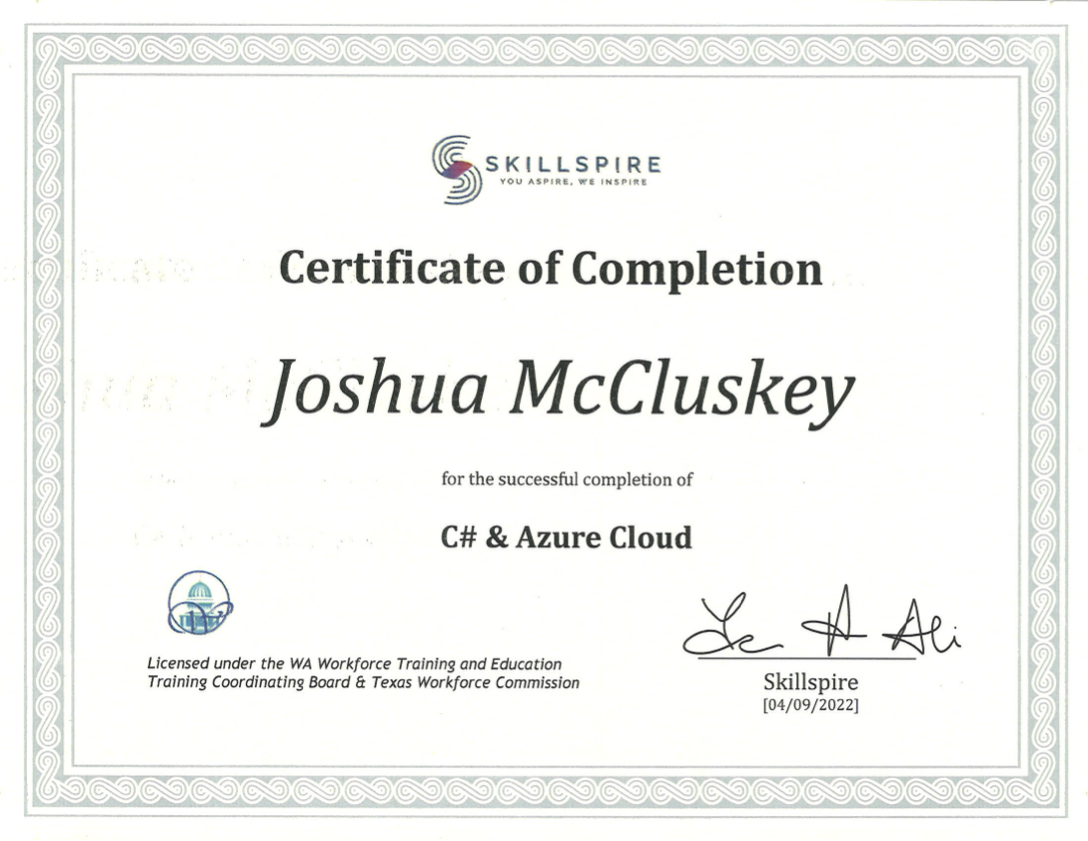 SKILLSPIRE
YOU ASPIRE, WE INSPIRE
Certificate of Completion
Joshua McCluskey
for the successful completion of
C# & Azure Cloud
Licensed under the WA Workforce Training and Education
Training Coordinating Board & Texas Workforce Commission
Skillspire
[04/09/2022]